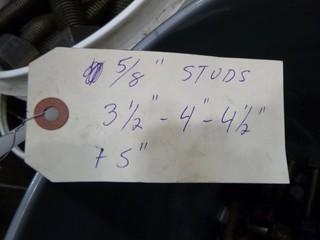 5/8" STUDS
3 1/2" - 4" - 4 1/2"
+ 5"